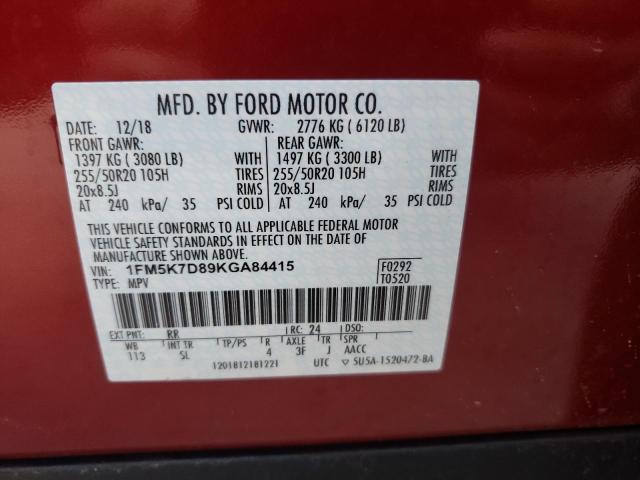 MFD. BY FORD MOTOR CO.
DATE: 12/18 GVWR: 2776 KG ( 6120 LB)
FRONT GAWR: REAR GAWR:
1397 KG ( 3080 LB) WITH 1497 KG ( 3300 LB) WITH
255/50R20 105H TIRES 255/50R20 105H TIRES
20x8.5J RIMS 20x8.5J RIMS
AT 240 kPa/ 35 PSI COLD AT 240 kPa/ 35 PSI COLD
THIS VEHICLE CONFORMS TO ALL APPLICABLE FEDERAL MOTOR
VEHICLE SAFETY STANDARDS IN EFFECT ON THE DATE OF
MANUFACTURE SHOWN ABOVE.
VIN: 1FM5K7D89KGA84415 F0292
TYPE: MPV T0520
EXT PNT: RR RC: 24 DSO:
WB INT TR TP/PS R AXLE TR SPR
113 SL 4 3F J AACC
1201812181221 UTC ▽ 5U5A-1520472-BA